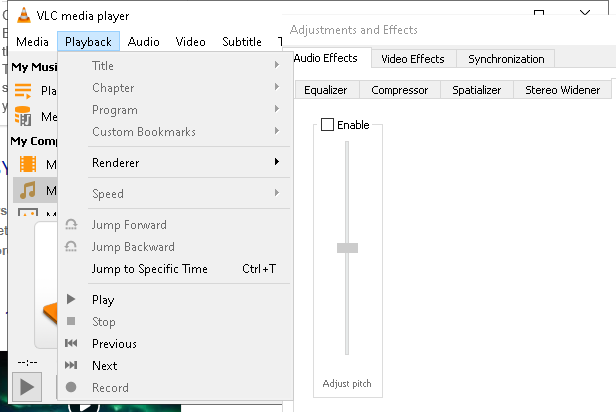 VLC media player
Media Playback Audio Video Subtitle T
My Musi
Pla
Me
My Comp
M
M
M
Title
Chapter
Program
Custom Bookmarks
Renderer
Speed
Jump Forward
Jump Backward
Jump to Specific Time Ctrl+T
Play
Stop
Previous
Next
Record
--:--
Adjustments and Effects
Audio Effects Video Effects Synchronization
Equalizer Compressor Spatializer Stereo Widener
Enable
Adjust pitch